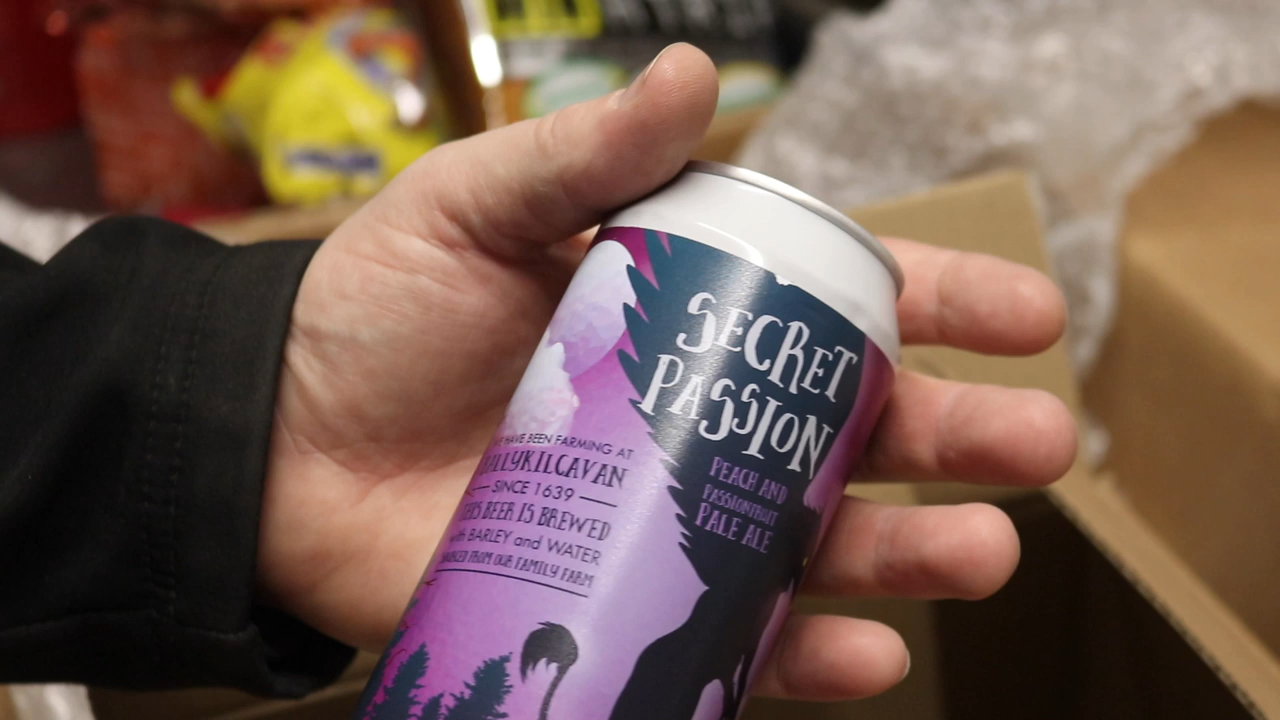 SECRET
PASSION
PEACH AND
PASSIONFRUIT
PALE ALE
HAVE BEEN FARMING AT
BALLYKILCAVAN
SINCE 1639
THIS BEER IS BREWED
with BARLEY and WATER
FROM OUR FAMILY FARM